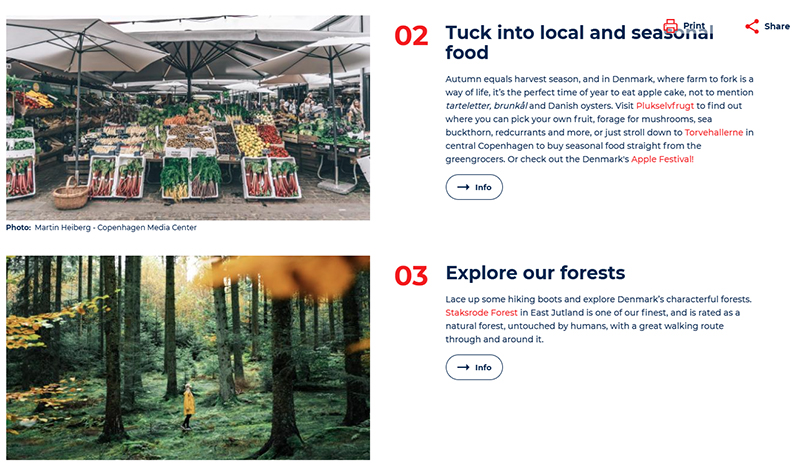 02
Tuck into local and seasonal
food
Print
Share
Autumn equals harvest season, and in Denmark, where farm to fork is a
way of life, it's the perfect time of year to eat apple cake, not to mention
tarteletter, brunkål and Danish oysters. Visit Plukselvfrugt to find out
where you can pick your own fruit, forage for mushrooms, sea
buckthorn, redcurrants and more, or just stroll down to Torvehallerne in
central Copenhagen to buy seasonal food straight from the
greengrocers. Or check out the Denmark's Apple Festival!
Info
Photo: Martin Heiberg - Copenhagen Media Center
03
Explore our forests
Lace up some hiking boots and explore Denmark's characterful forests.
Staksrode Forest in East Jutland is one of our finest, and is rated as a
natural forest, untouched by humans, with a great walking route
through and around it.
Info